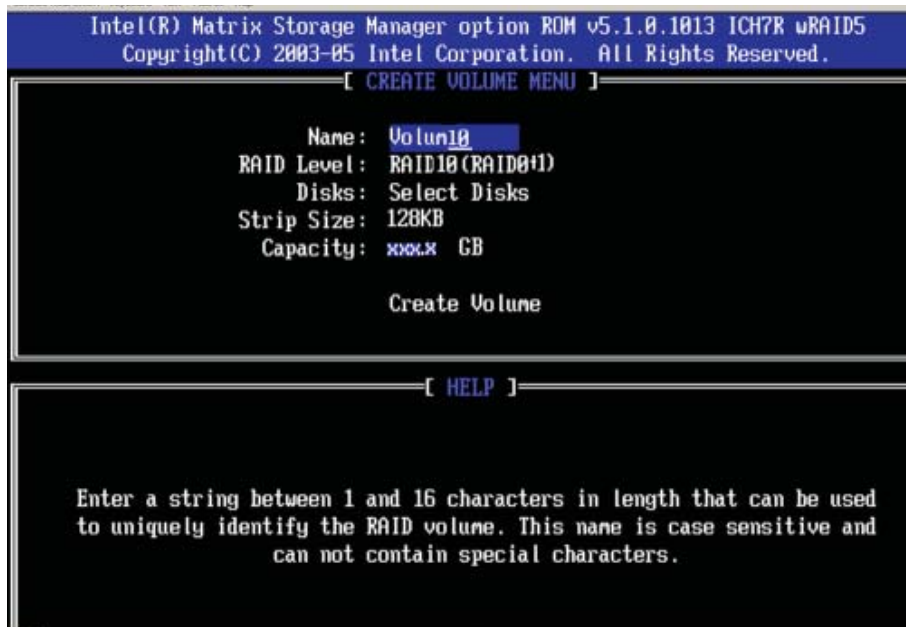 Intel(R) Matrix Storage Manager option ROM v5.1.0.1013 ICH7R wRAID5
Copyright(C) 2003-05 Intel Corporation. All Rights Reserved.
[ CREATE VOLUME MENU ]
Name: Volum10
RAID Level: RAID10(RAID0+1)
Disks: Select Disks
Strip Size: 128KB
Capacity: xxx.x GB
Create Volume
[ HELP ]
Enter a string between 1 and 16 characters in length that can be used
to uniquely identify the RAID volume. This name is case sensitive and
can not contain special characters.